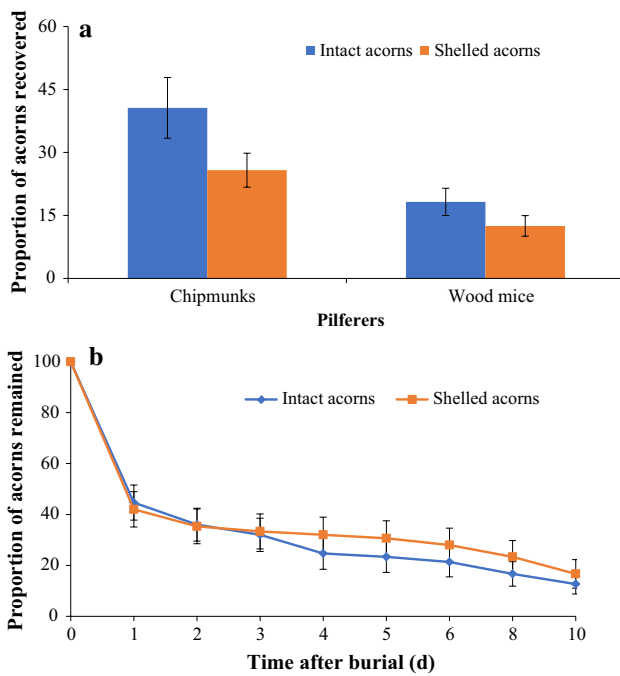 a
Intact acorns Shelled acorns
Proportion of acorns recovered
60
45
30
15
0
Chipmunks Wood mice
Pilferers
b
Intact acorns Shelled acorns
Proportion of acorns remained
100
80
60
40
20
0
0 1 2 3 4 5 6 8 10
Time after burial (d)